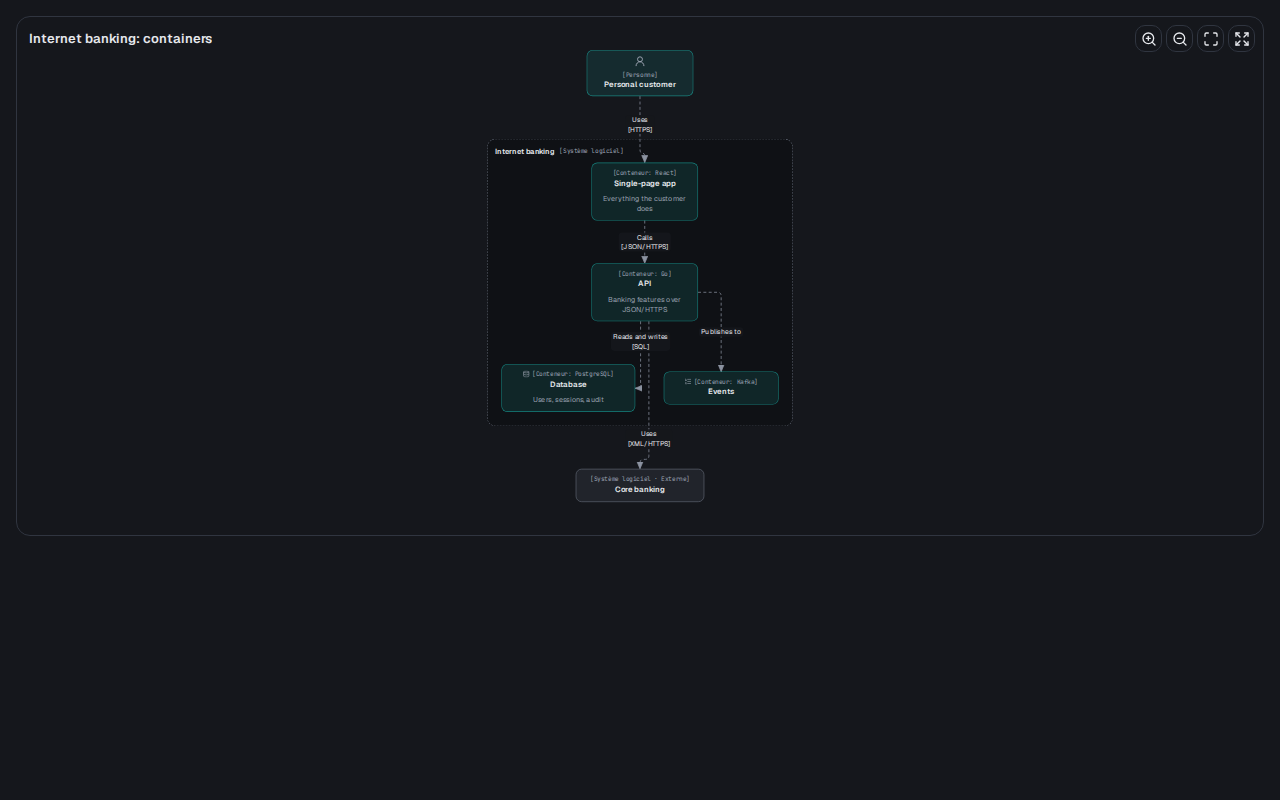 Internet banking: containers
[Personne]
Personal customer
Uses
[HTTPS]
Internet banking [Système logiciel]
[Conteneur: React]
Single-page app
Everything the customer
does
Calls
[JSON/HTTPS]
[Conteneur: Go]
API
Banking features over
JSON/HTTPS
Reads and writes
[SQL]
Publishes to
[Conteneur: PostgreSQL]
Database
Users, sessions, audit
[Conteneur: Kafka]
Events
Uses
[XML/HTTPS]
[Système logiciel · Externe]
Core banking